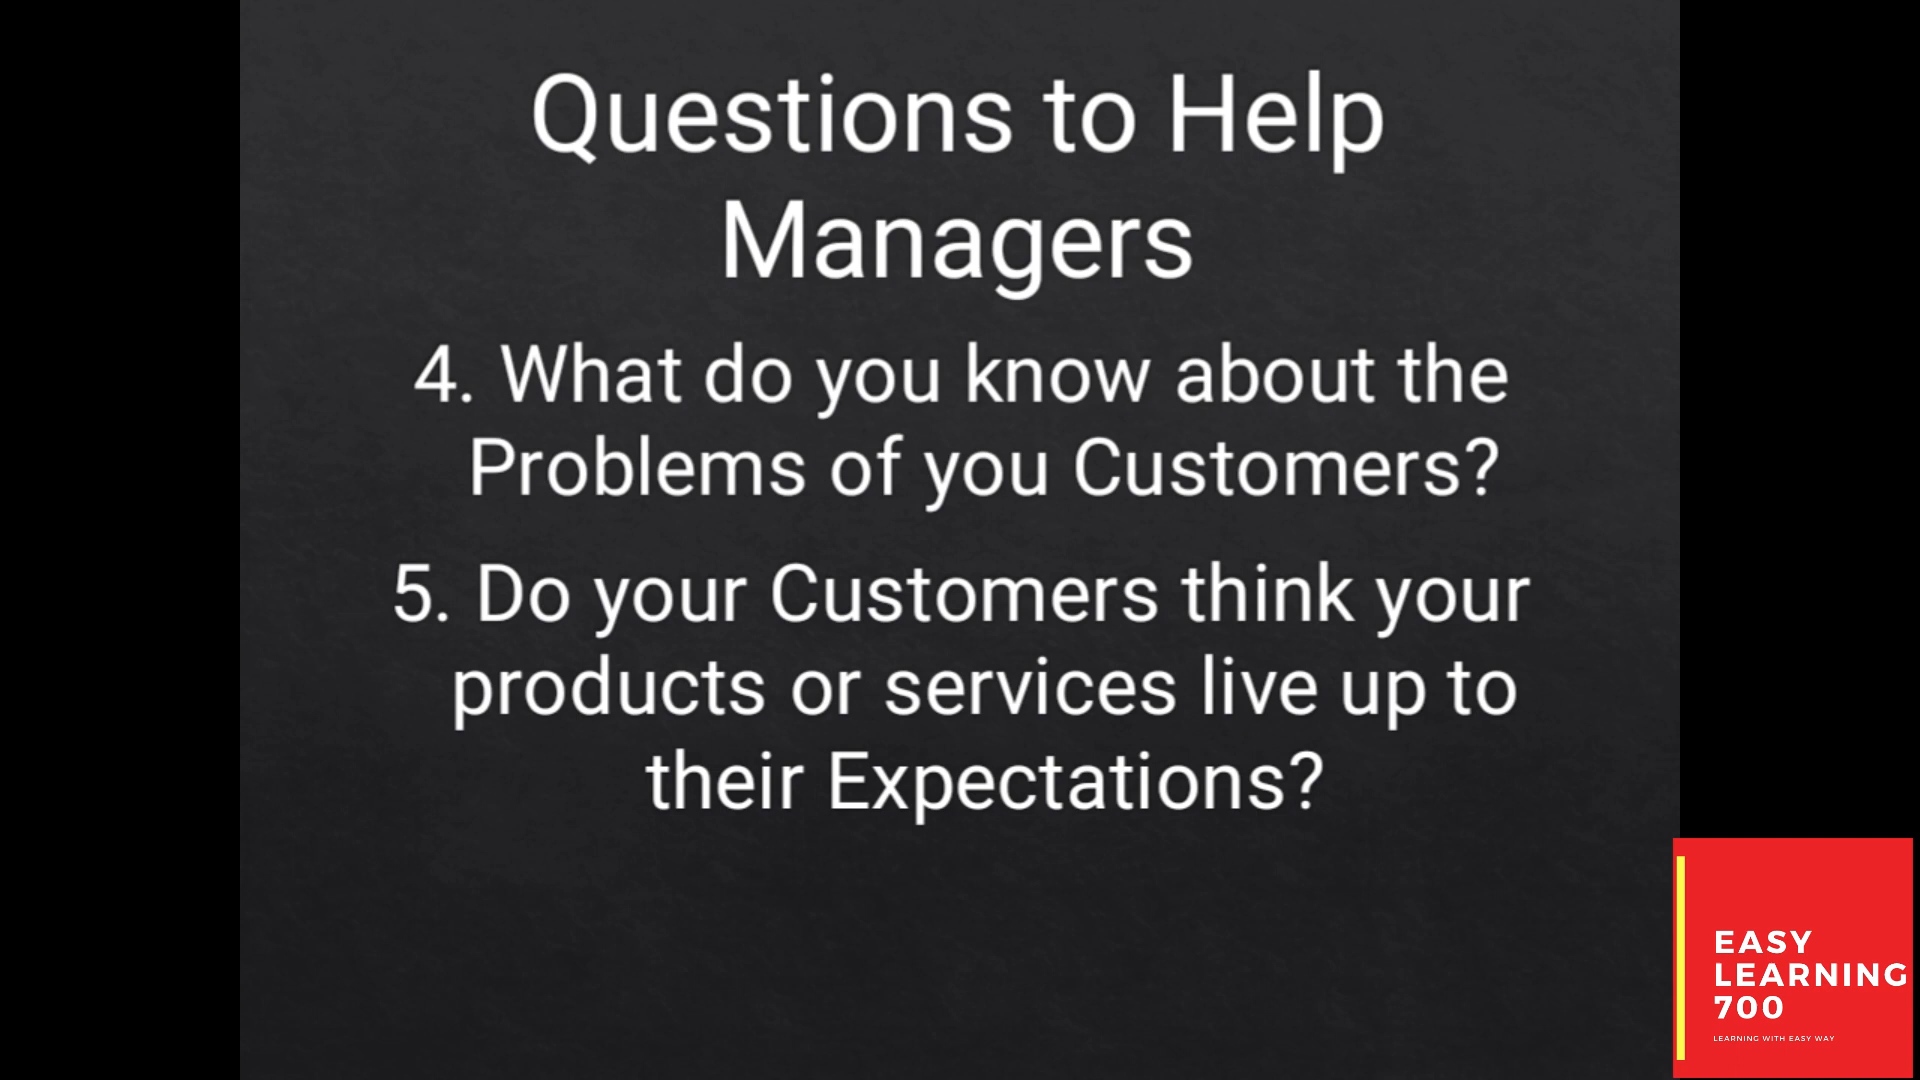 Questions to Help
Managers
4. What do you know about the
Problems of you Customers?
5. Do your Customers think your
products or services live up to
their Expectations?
EASY
LEARNING
700
LEARNING WITH EASY WAY